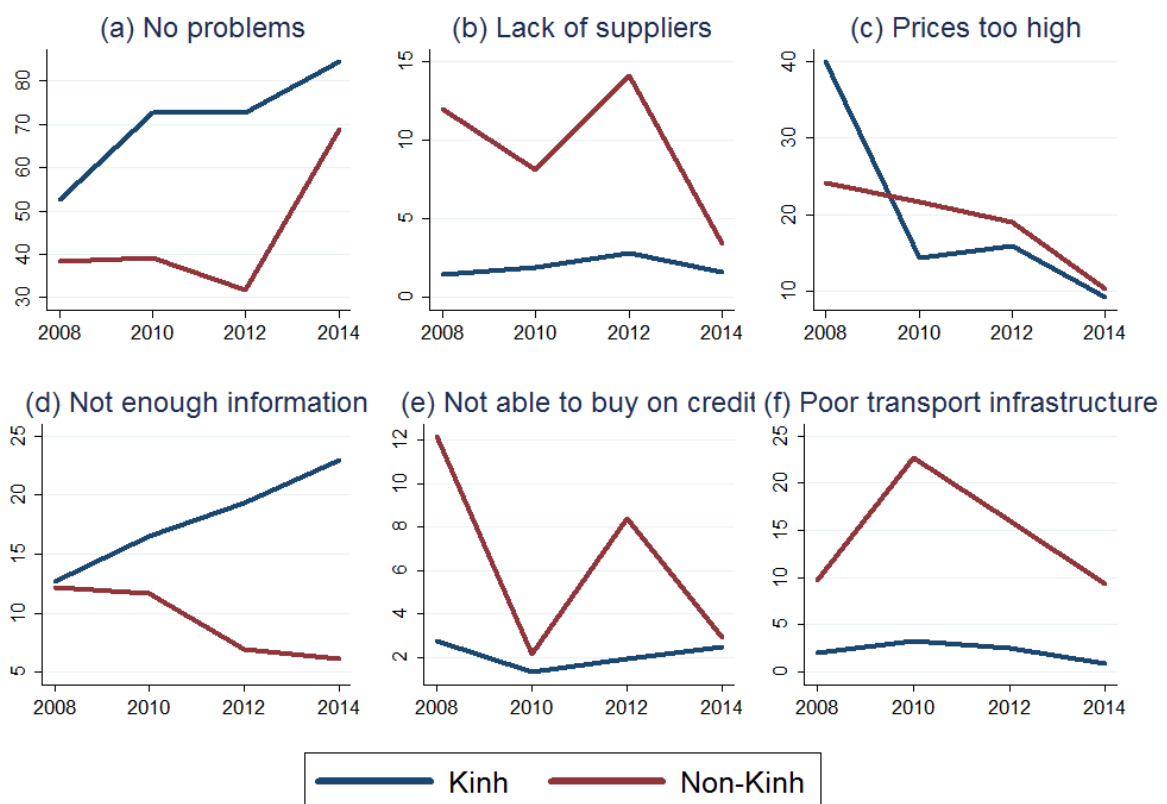 (a) No problems
(b) Lack of suppliers
(c) Prices too high
80
70
60
50
40
30
2008 2010 2012 2014
15
10
5
0
2008 2010 2012 2014
40
30
20
10
2008 2010 2012 2014
(d) Not enough information
(e) Not able to buy on credit
(f) Poor transport infrastructure
25
20
15
10
5
2008 2010 2012 2014
12
10
8
6
4
2
2008 2010 2012 2014
25
20
15
10
5
0
2008 2010 2012 2014
Kinh Non-Kinh